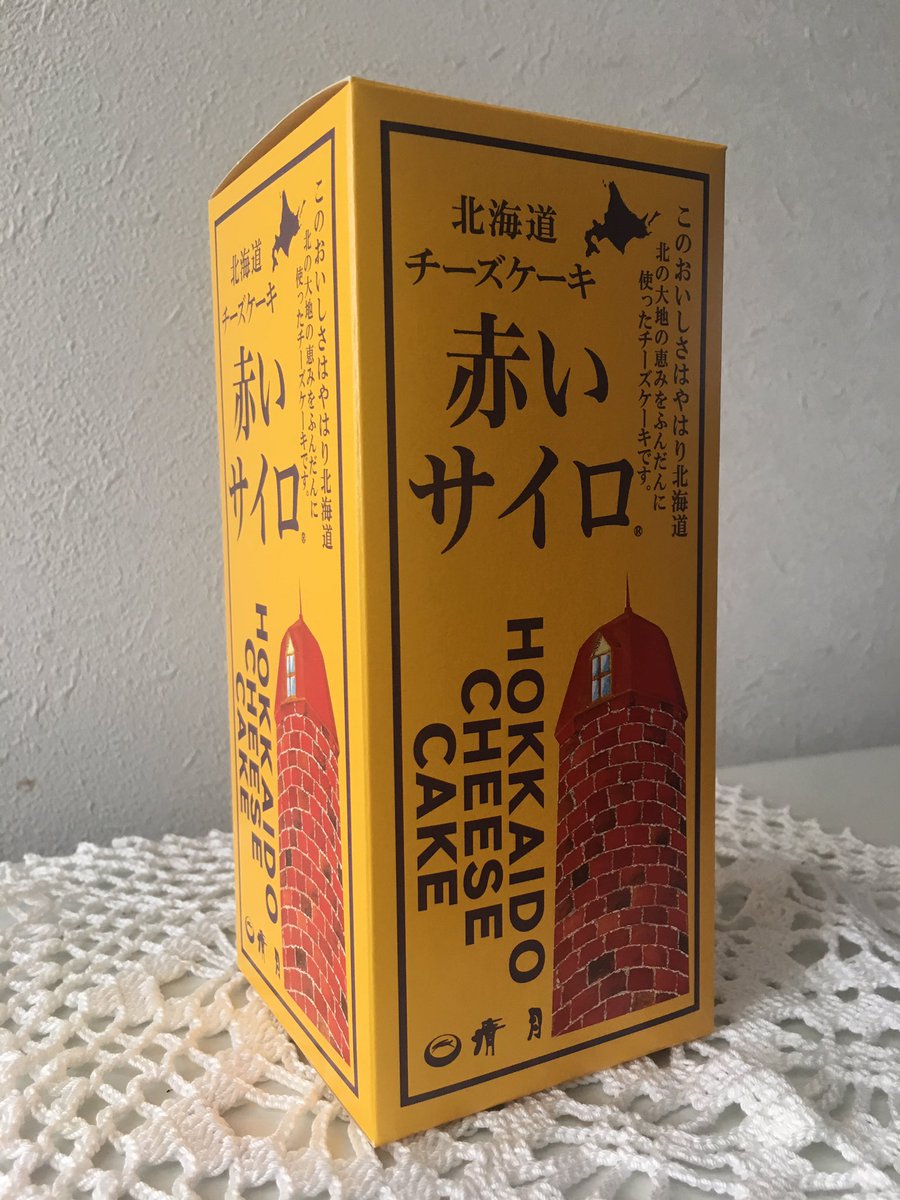 北海道
チーズケーキ
赤い
サイロ®
このおいしさはやはり北海道
北の大地の恵みをふんだんに
使ったチーズケーキです。
HOKKAIDO
CHEESE
CAKE
清月
北海道
チーズケーキ
赤い
サイロ®
このおいしさはやはり北海道
北の大地の恵みをふんだんに
使ったチーズケーキです。
HOKKAIDO
CHEESE
CAKE
清月